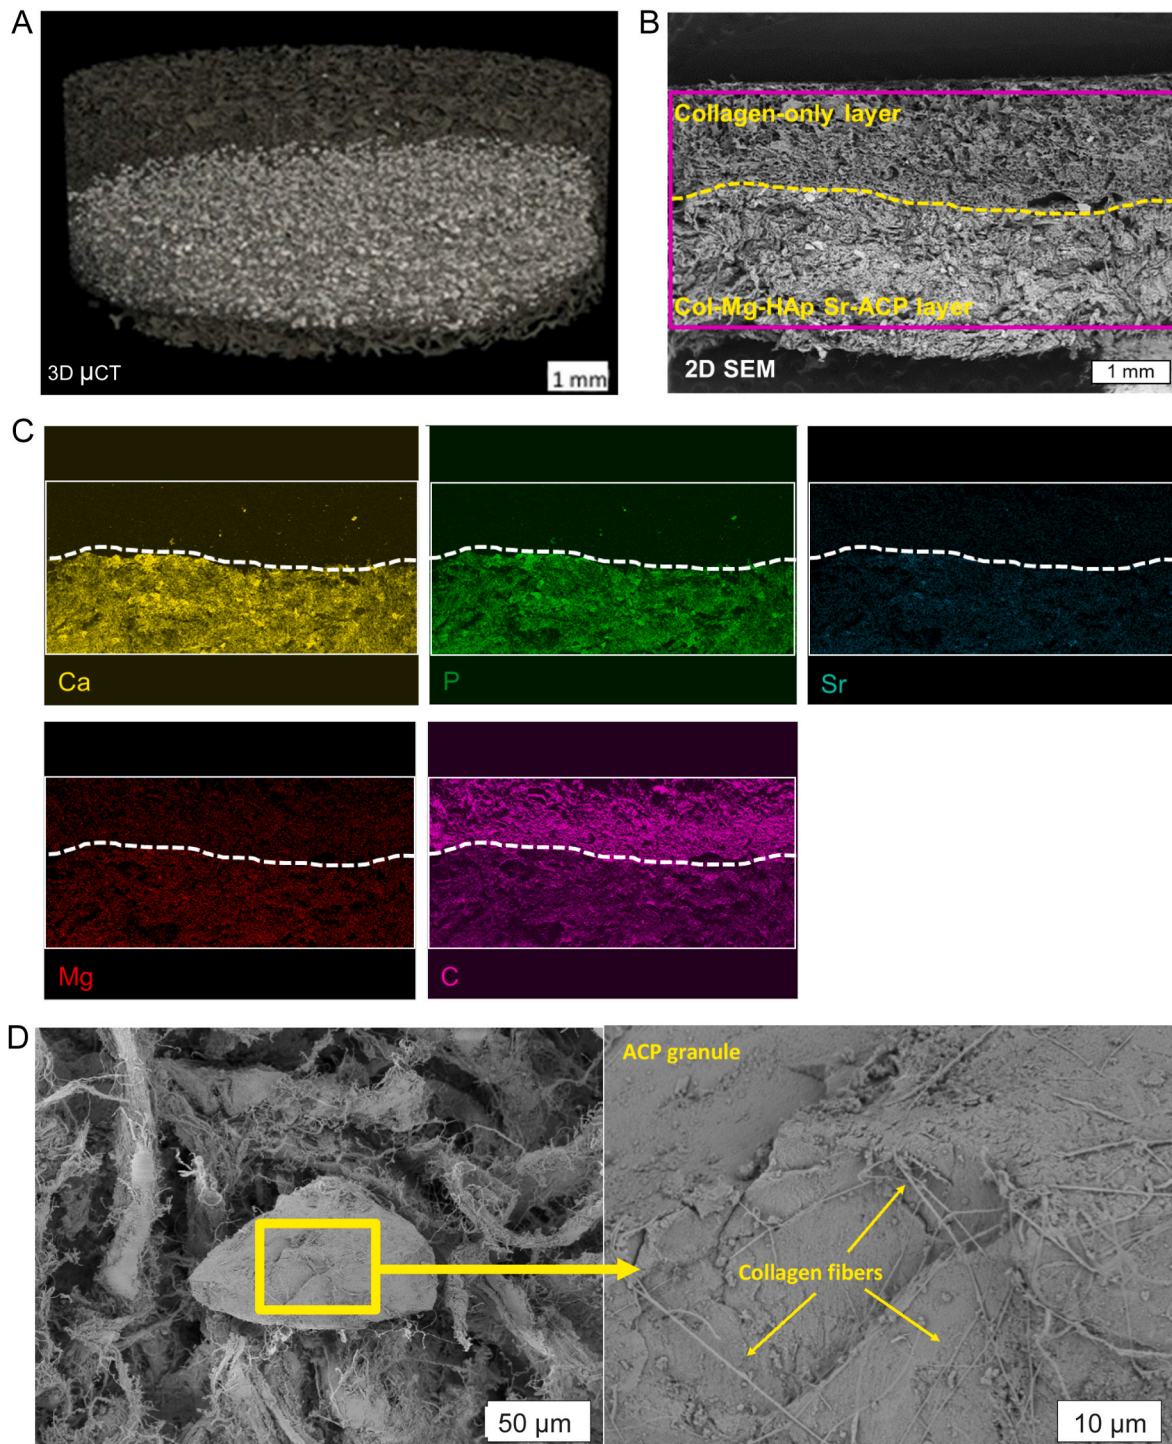 A
3D µCT
1 mm
B
Collagen-only layer
Col-Mg-HAp Sr-ACP layer
2D SEM
1 mm
C
Ca
P
Sr
Mg
C
D
50 µm
ACP granule
Collagen fibers
10 µm